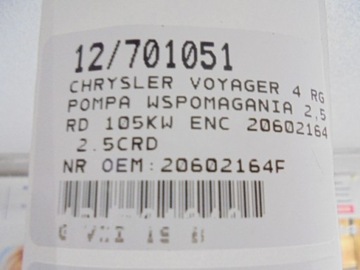 12/701051
CHRYSLER VOYAGER 4 RG
POMPA WSPOMAGANIA 2,5
RD 105KW ENC 20602164
2.5CRD
NR OEM:20602164F